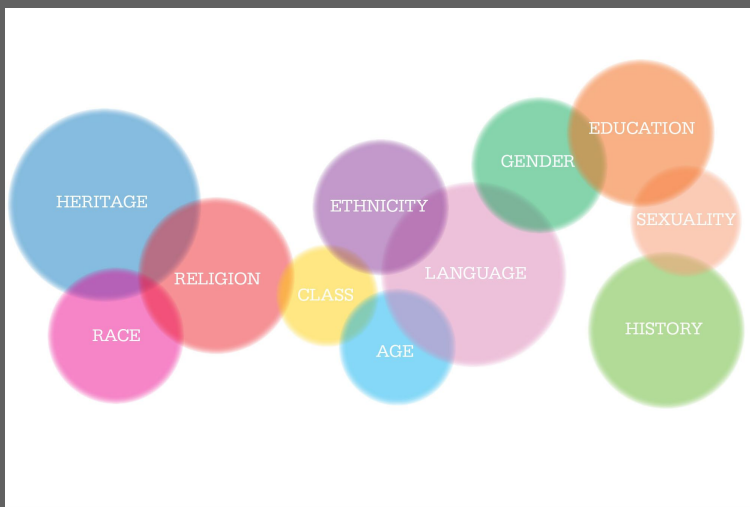 HERITAGE
RELIGION
RACE
CLASS
ETHNICITY
AGE
LANGUAGE
GENDER
EDUCATION
SEXUALITY
HISTORY